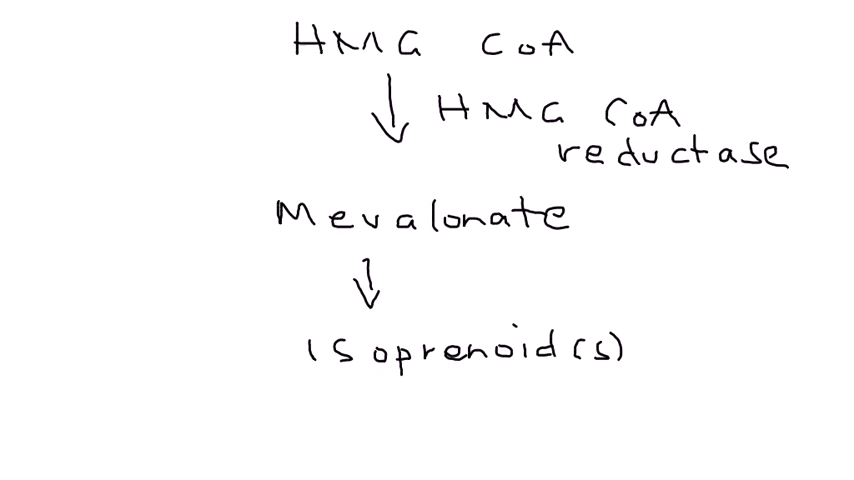 HMG CoA
HMG CoA
reductase
Mevalonate
Isoprenoid(s)